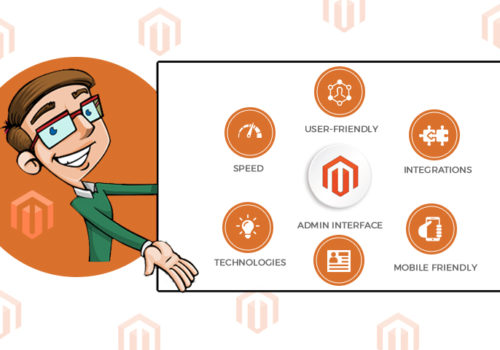 USER-FRIENDLY
SPEED
INTEGRATIONS
ADMIN INTERFACE
TECHNOLOGIES
MOBILE FRIENDLY